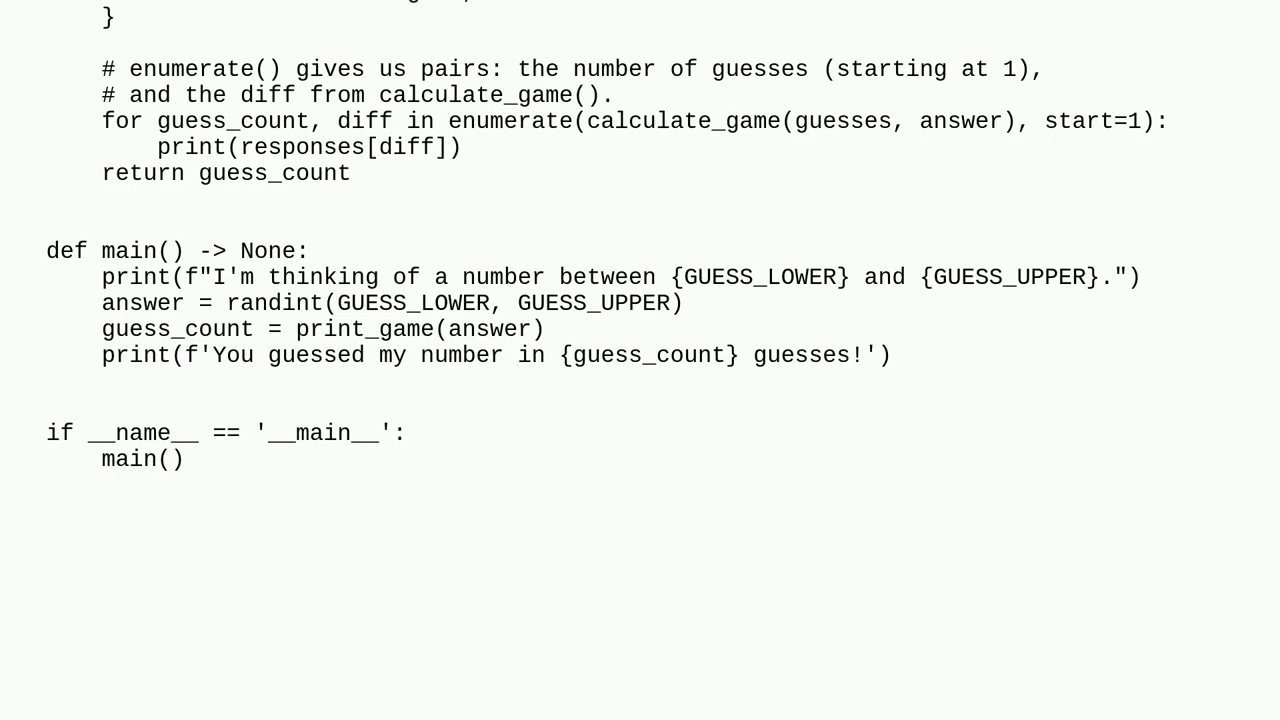 }
# enumerate() gives us pairs: the number of guesses (starting at 1),
# and the diff from calculate_game().
for guess_count, diff in enumerate(calculate_game(guesses, answer), start=1):
print(responses[diff])
return guess_count
def main() -> None:
print(f"I'm thinking of a number between {GUESS_LOWER} and {GUESS_UPPER}.")
answer = randint(GUESS_LOWER, GUESS_UPPER)
guess_count = print_game(answer)
print(f'You guessed my number in {guess_count} guesses!')
if __name__ == '__main__':
main()